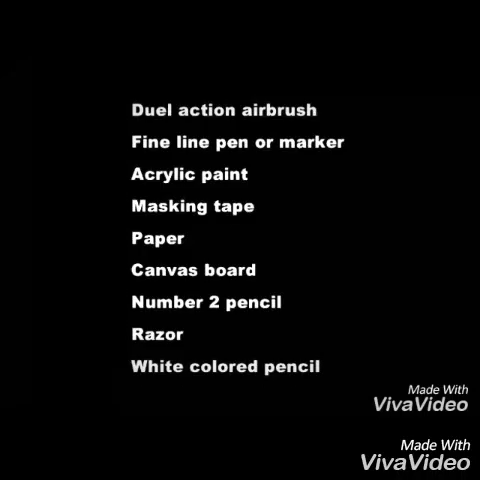 Duel action airbrush
Fine line pen or marker
Acrylic paint
Masking tape
Paper
Canvas board
Number 2 pencil
Razor
White colored pencil
Made With
VivaVideo
Made With
VivaVideo